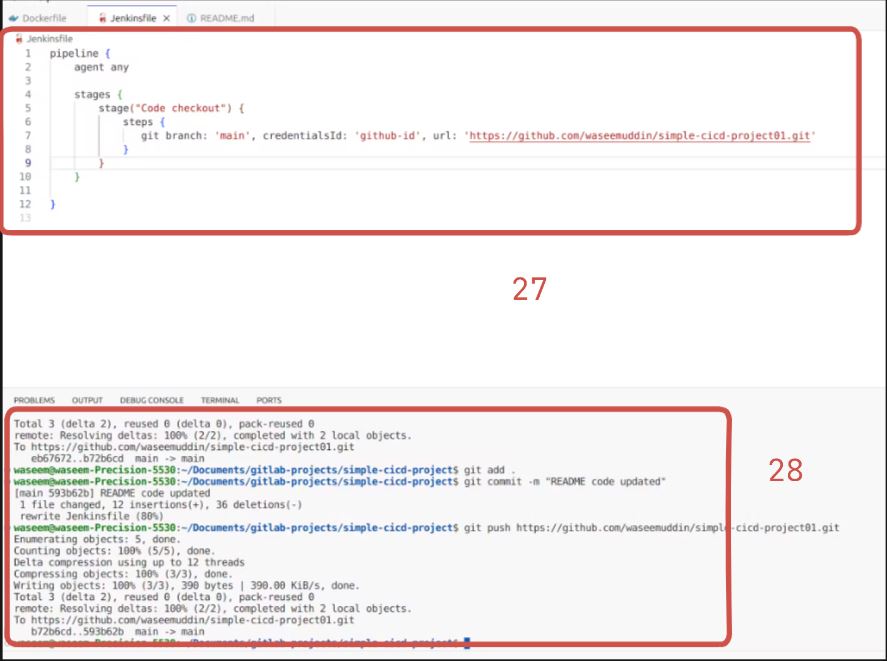 Dockerfile
Jenkinsfile ×
README.md
Jenkinsfile
1 pipeline {
2 agent any
3
4 stages {
5 stage("Code checkout") {
6 steps {
7 git branch: 'main', credentialsId: 'github-id', url: 'https://github.com/waseemuddin/simple-cicd-project01.git'
8 }
9 }
10 }
11
12 }
13
27
PROBLEMS OUTPUT DEBUG CONSOLE TERMINAL PORTS
Total 3 (delta 2), reused 0 (delta 0), pack-reused 0
remote: Resolving deltas: 100% (2/2), completed with 2 local objects.
To https://github.com/waseemuddin/simple-cicd-project01.git
eb67672..b72b6cd main -> main
waseem@waseem-Precision-5530:~/Documents/gitlab-projects/simple-cicd-project$ git add .
waseem@waseem-Precision-5530:~/Documents/gitlab-projects/simple-cicd-project$ git commit -m "README code updated"
[main 593b62b] README code updated
1 file changed, 12 insertions(+), 36 deletions(-)
rewrite Jenkinsfile (80%)
waseem@waseem-Precision-5530:~/Documents/gitlab-projects/simple-cicd-project$ git push https://github.com/waseemuddin/simple-cicd-project01.git
Enumerating objects: 5, done.
Counting objects: 100% (5/5), done.
Delta compression using up to 12 threads
Compressing objects: 100% (3/3), done.
Writing objects: 100% (3/3), 390 bytes | 390.00 KiB/s, done.
Total 3 (delta 2), reused 0 (delta 0), pack-reused 0
remote: Resolving deltas: 100% (2/2), completed with 2 local objects.
To https://github.com/waseemuddin/simple-cicd-project01.git
b72b6cd..593b62b main -> main
waseem@waseem-Precision-5530:~/Documents/gitlab-projects/simple-cicd-project$
28